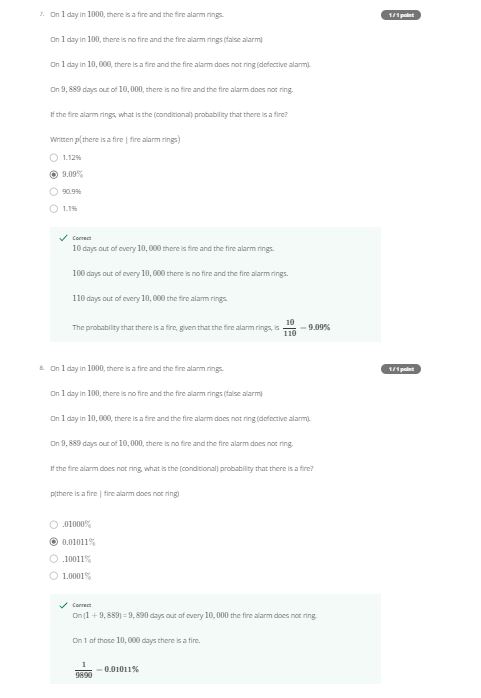 7. On 1 day in 1000, there is a fire and the fire alarm rings.
1 / 1 point
On 1 day in 100, there is no fire and the fire alarm rings (false alarm)
On 1 day in 10, 000, there is a fire and the fire alarm does not ring (defective alarm).
On 9, 889 days out of 10, 000, there is no fire and the fire alarm does not ring.
If the fire alarm rings, what is the (conditional) probability that there is a fire?
Written p(there is a fire | fire alarm rings)
1.12%
9.09%
90.9%
1.1%
Correct
10 days out of every 10, 000 there is fire and the fire alarm rings.
100 days out of every 10, 000 there is no fire and the fire alarm rings.
110 days out of every 10, 000 the fire alarm rings.
The probability that there is a fire, given that the fire alarm rings, is 10/110 = 9.09%
8. On 1 day in 1000, there is a fire and the fire alarm rings.
1 / 1 point
On 1 day in 100, there is no fire and the fire alarm rings (false alarm)
On 1 day in 10, 000, there is a fire and the fire alarm does not ring (defective alarm).
On 9, 889 days out of 10, 000, there is no fire and the fire alarm does not ring.
If the fire alarm does not ring, what is the (conditional) probability that there is a fire?
p(there is a fire | fire alarm does not ring)
.01000%
0.01011%
.10011%
1.0001%
Correct
On (1 + 9, 889) = 9, 890 days out of every 10, 000 the fire alarm does not ring.
On 1 of those 10, 000 days there is a fire.
1/9890 = 0.01011%